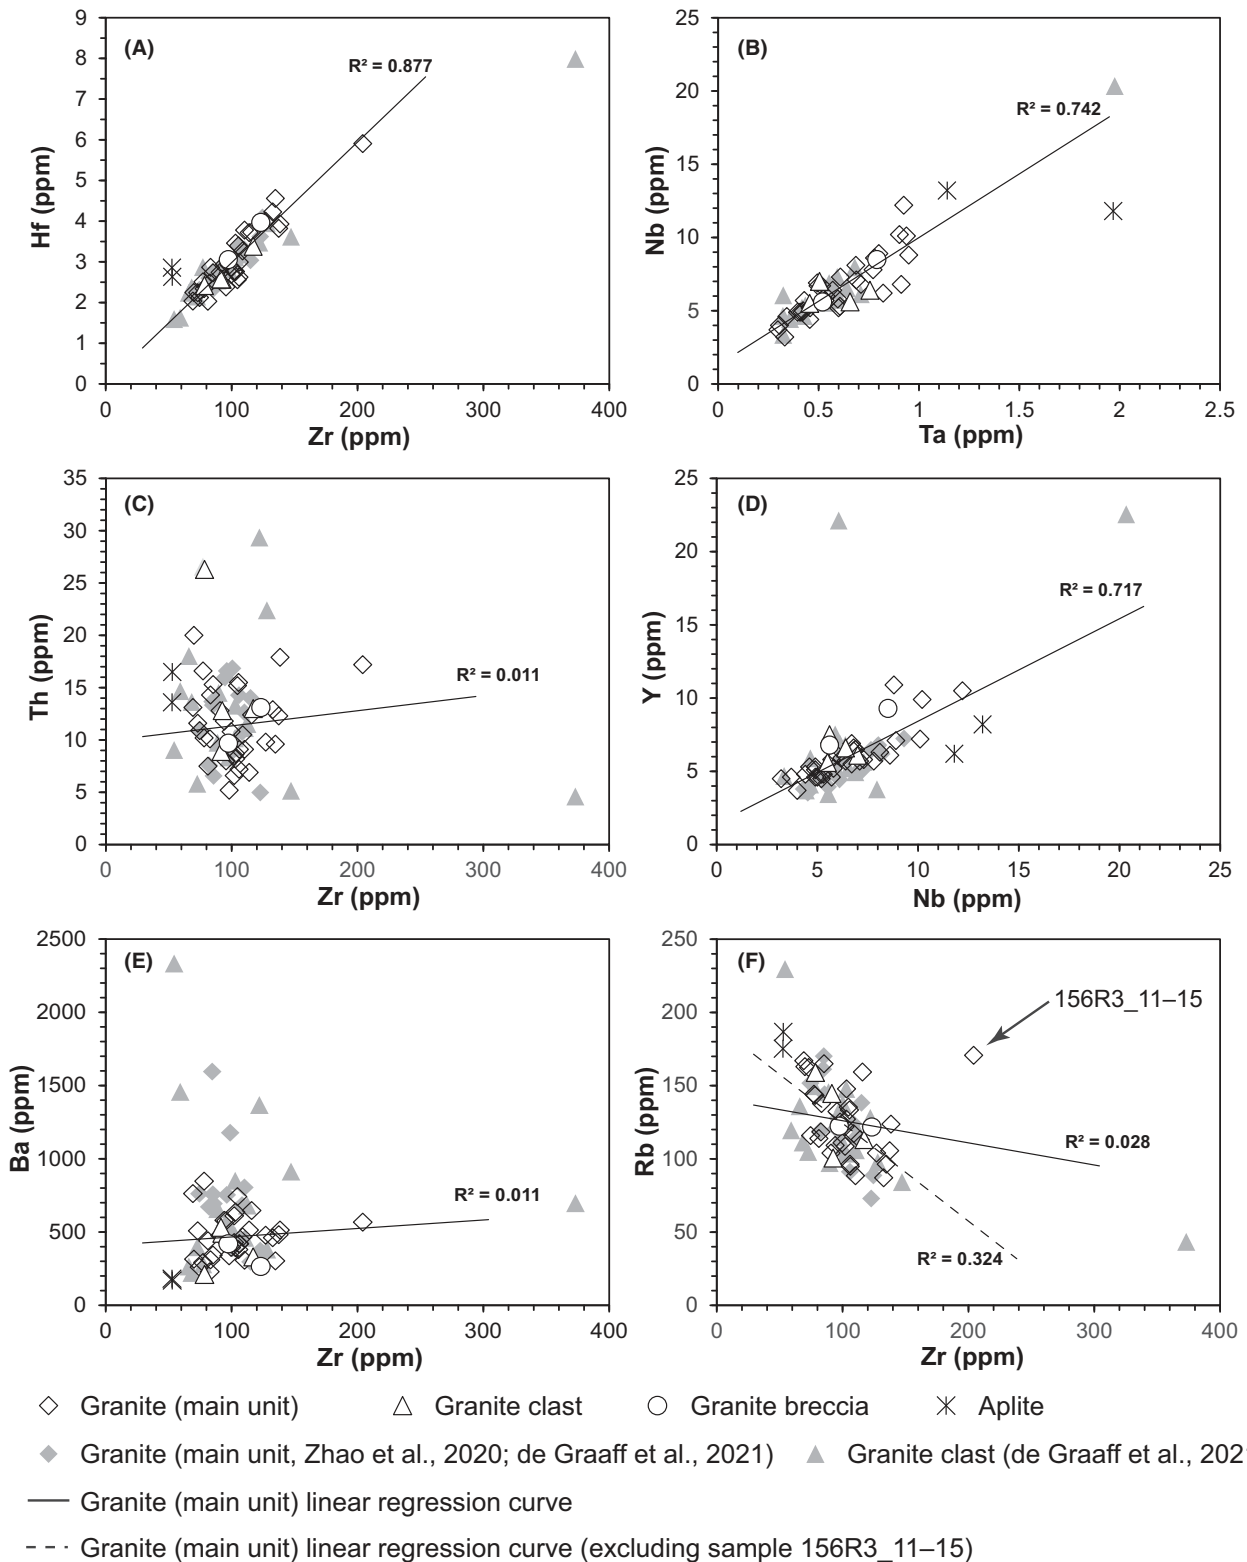 (A)
R² = 0.877
Hf (ppm)
9
8
7
6
5
4
3
2
1
0
0 100 200 300 400
Zr (ppm)
(B)
R² = 0.742
Nb (ppm)
25
20
15
10
5
0
0 0.5 1 1.5 2 2.5
Ta (ppm)
(C)
R² = 0.011
Th (ppm)
35
30
25
20
15
10
5
0
0 100 200 300 400
Zr (ppm)
(D)
R² = 0.717
Y (ppm)
25
20
15
10
5
0
0 5 10 15 20 25
Nb (ppm)
(E)
R² = 0.011
Ba (ppm)
2500
2000
1500
1000
500
0
0 100 200 300 400
Zr (ppm)
(F)
156R3_11–15
R² = 0.028
R² = 0.324
Rb (ppm)
250
200
150
100
50
0
0 100 200 300 400
Zr (ppm)
Granite (main unit) Granite clast Granite breccia Aplite
Granite (main unit, Zhao et al., 2020; de Graaff et al., 2021) Granite clast (de Graaff et al., 202
Granite (main unit) linear regression curve
Granite (main unit) linear regression curve (excluding sample 156R3_11–15)